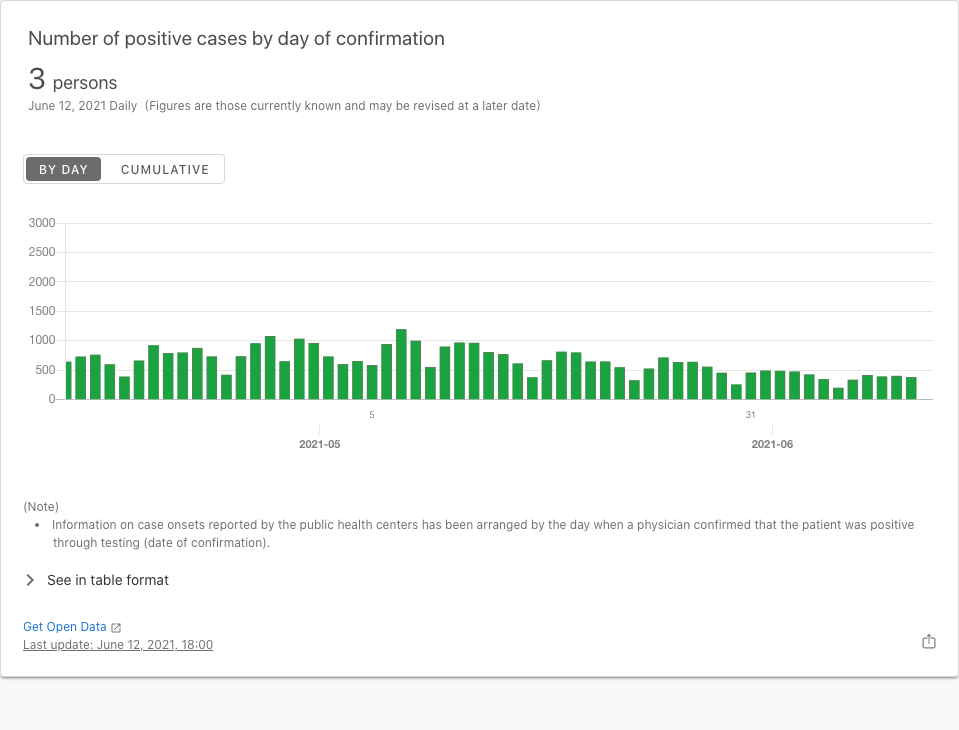 Number of positive cases by day of confirmation
3 persons
June 12, 2021 Daily (Figures are those currently known and may be revised at a later date)
BY DAY CUMULATIVE
3000
2500
2000
1500
1000
500
0
5 31
2021-05 2021-06
(Note)
• Information on case onsets reported by the public health centers has been arranged by the day when a physician confirmed that the patient was positive
through testing (date of confirmation).
See in table format
Get Open Data
Last update: June 12, 2021, 18:00